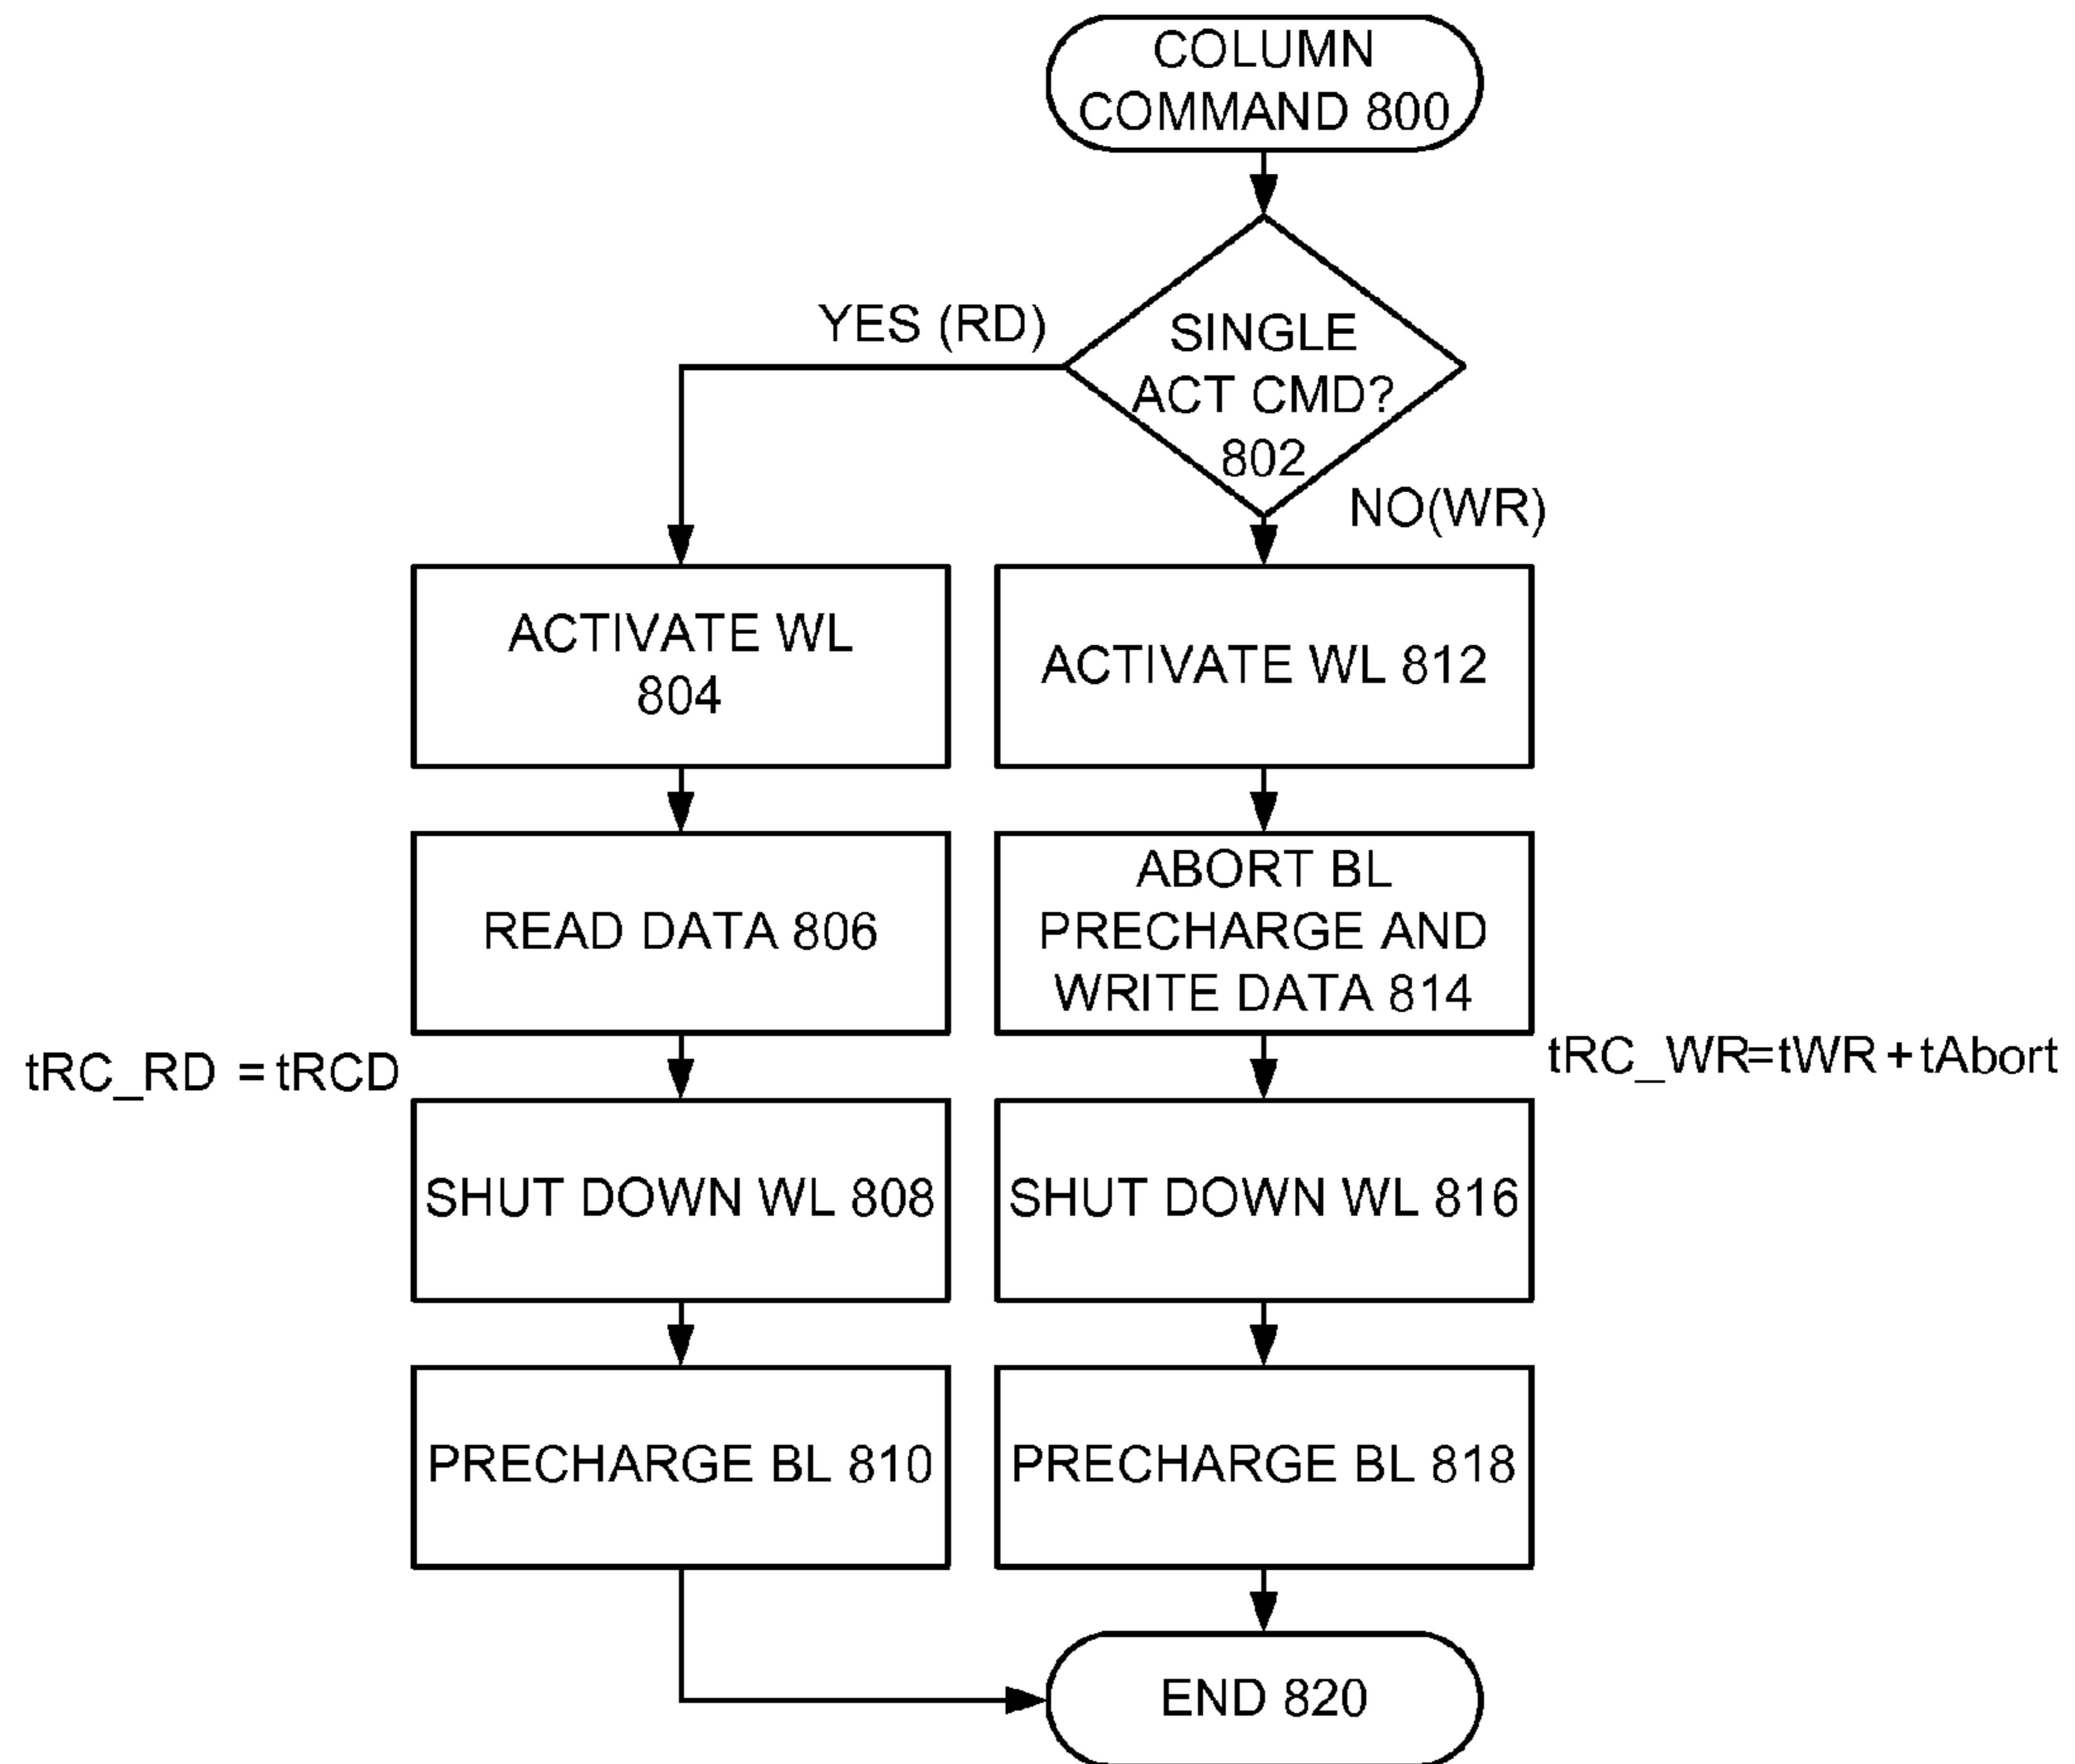 COLUMN
COMMAND 800
YES (RD)
SINGLE
ACT CMD?
802
NO(WR)
ACTIVATE WL
804
ACTIVATE WL 812
READ DATA 806
ABORT BL
PRECHARGE AND
WRITE DATA 814
tRC_RD = tRCD
tRC_WR=tWR + tAbort
SHUT DOWN WL 808
SHUT DOWN WL 816
PRECHARGE BL 810
PRECHARGE BL 818
END 820